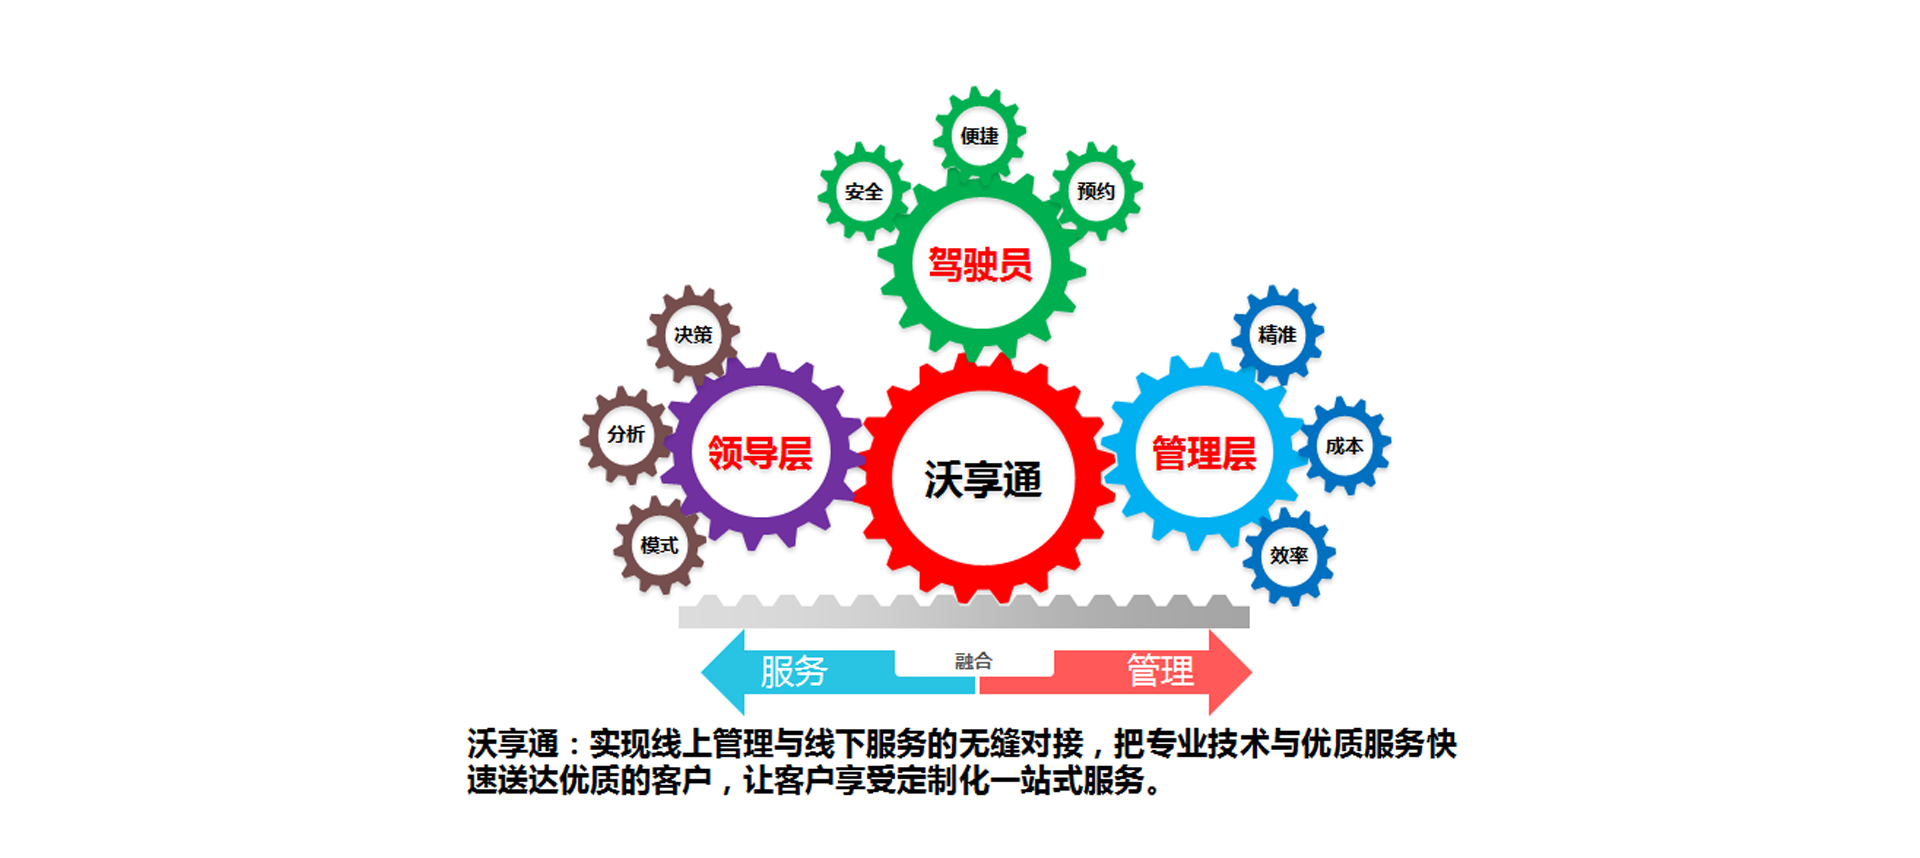 便捷
安全
预约
驾驶员
决策
精准
分析
领导层
沃享通
管理层
成本
模式
效率
服务
融合
管理
沃享通：实现线上管理与线下服务的无缝对接，把专业技术与优质服务快
速送达优质的客户，让客户享受定制化一站式服务。